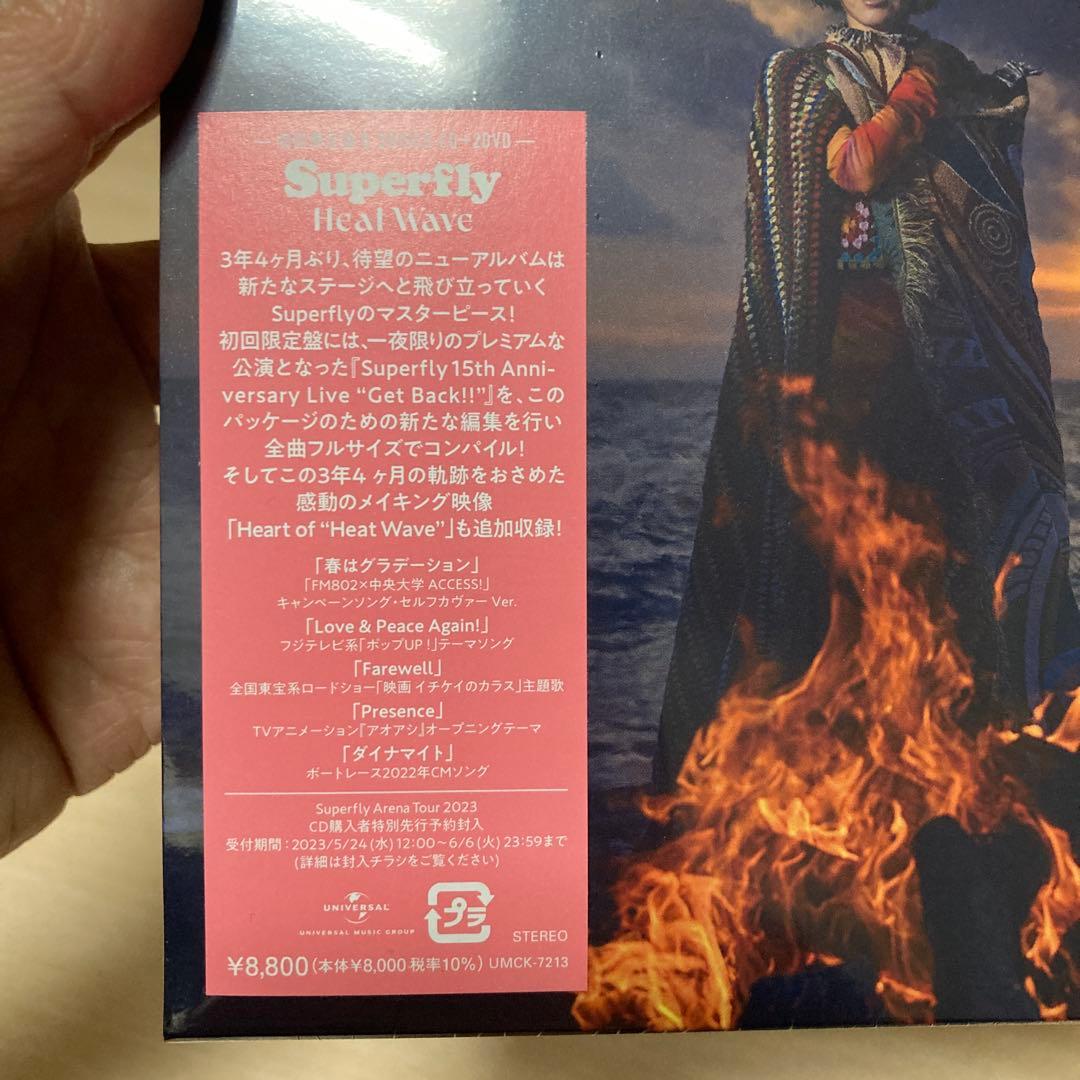 2DVD
Superfly
Heat Wave
3年4ヶ月ぶり、待望のニューアルバムは
新たなステージへと飛び立っていく
Superflyのマスターピース!
初回限定盤には、一夜限りのプレミアムな
公演となった『Superfly 15th Anni-
versary Live “Get Back!!”』を、この
パッケージのための新たな編集を行い
全曲フルサイズでコンパイル!
そしてこの3年4ヶ月の軌跡をおさめた
感動のメイキング映像
「Heart of “Heat Wave”」も追加収録!
「春はグラデーション」
「FM802×中央大学 ACCESS!」
キャンペーンソング・セルフカヴァー Ver.
「Love & Peace Again!」
フジテレビ系「ポップUP!」テーマソング
「Farewell」
全国東宝系ロードショー「映画 イチケイのカラス」主題歌
「Presence」
TVアニメーション『アオアシ』オープニングテーマ
「ダイナマイト」
ボートレース2022年CMソング
Superfly Arena Tour 2023
CD購入者特別先行予約封入
受付期間:2023/5/24(水)12:00~6/6(火)23:59まで
(詳細は封入チラシをご覧ください)
UNIVERSAL
UNIVERSAL MUSIC GROUP
プラ
STEREO
¥8,800(本体¥8,000 税率10%) UMCK-7213